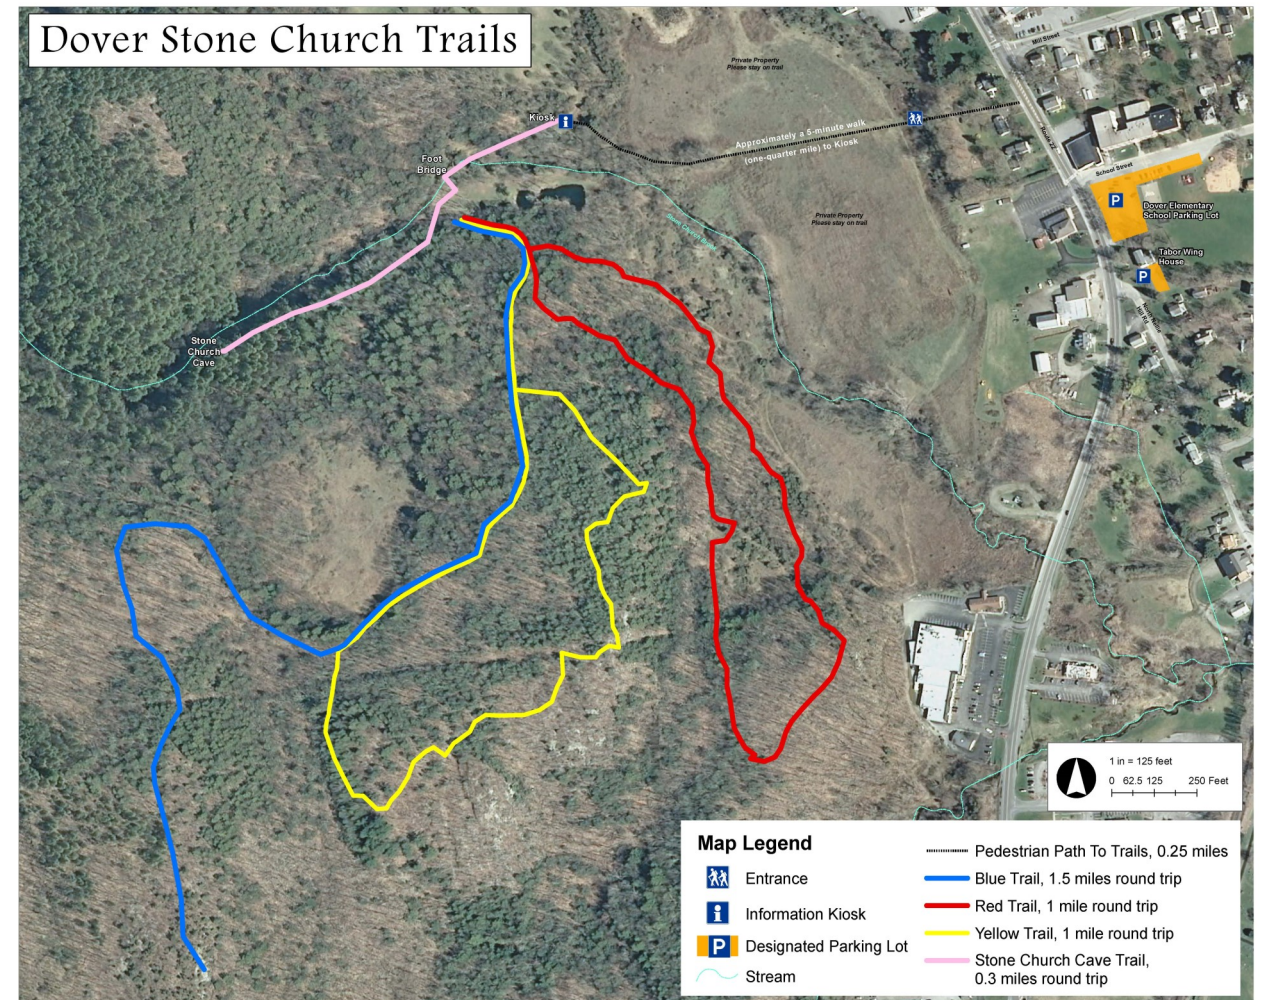 Dover Stone Church Trails
Mill Street
Private Property
Please stay on trail
Kiosk
Approximately a 5-minute walk
(one-quarter mile) to Kiosk
Route 22
Foot
Bridge
School Street
Private Property
Please stay on trail
Dover Elementary
School Parking Lot
Stone Church Brook
Tabor Wing
House
Stone
Church
Cave
1 in = 125 feet
0 62.5 125 250 Feet
Map Legend
Entrance
Information Kiosk
P Designated Parking Lot
Stream
Pedestrian Path To Trails, 0.25 miles
Blue Trail, 1.5 miles round trip
Red Trail, 1 mile round trip
Yellow Trail, 1 mile round trip
Stone Church Cave Trail,
0.3 miles round trip